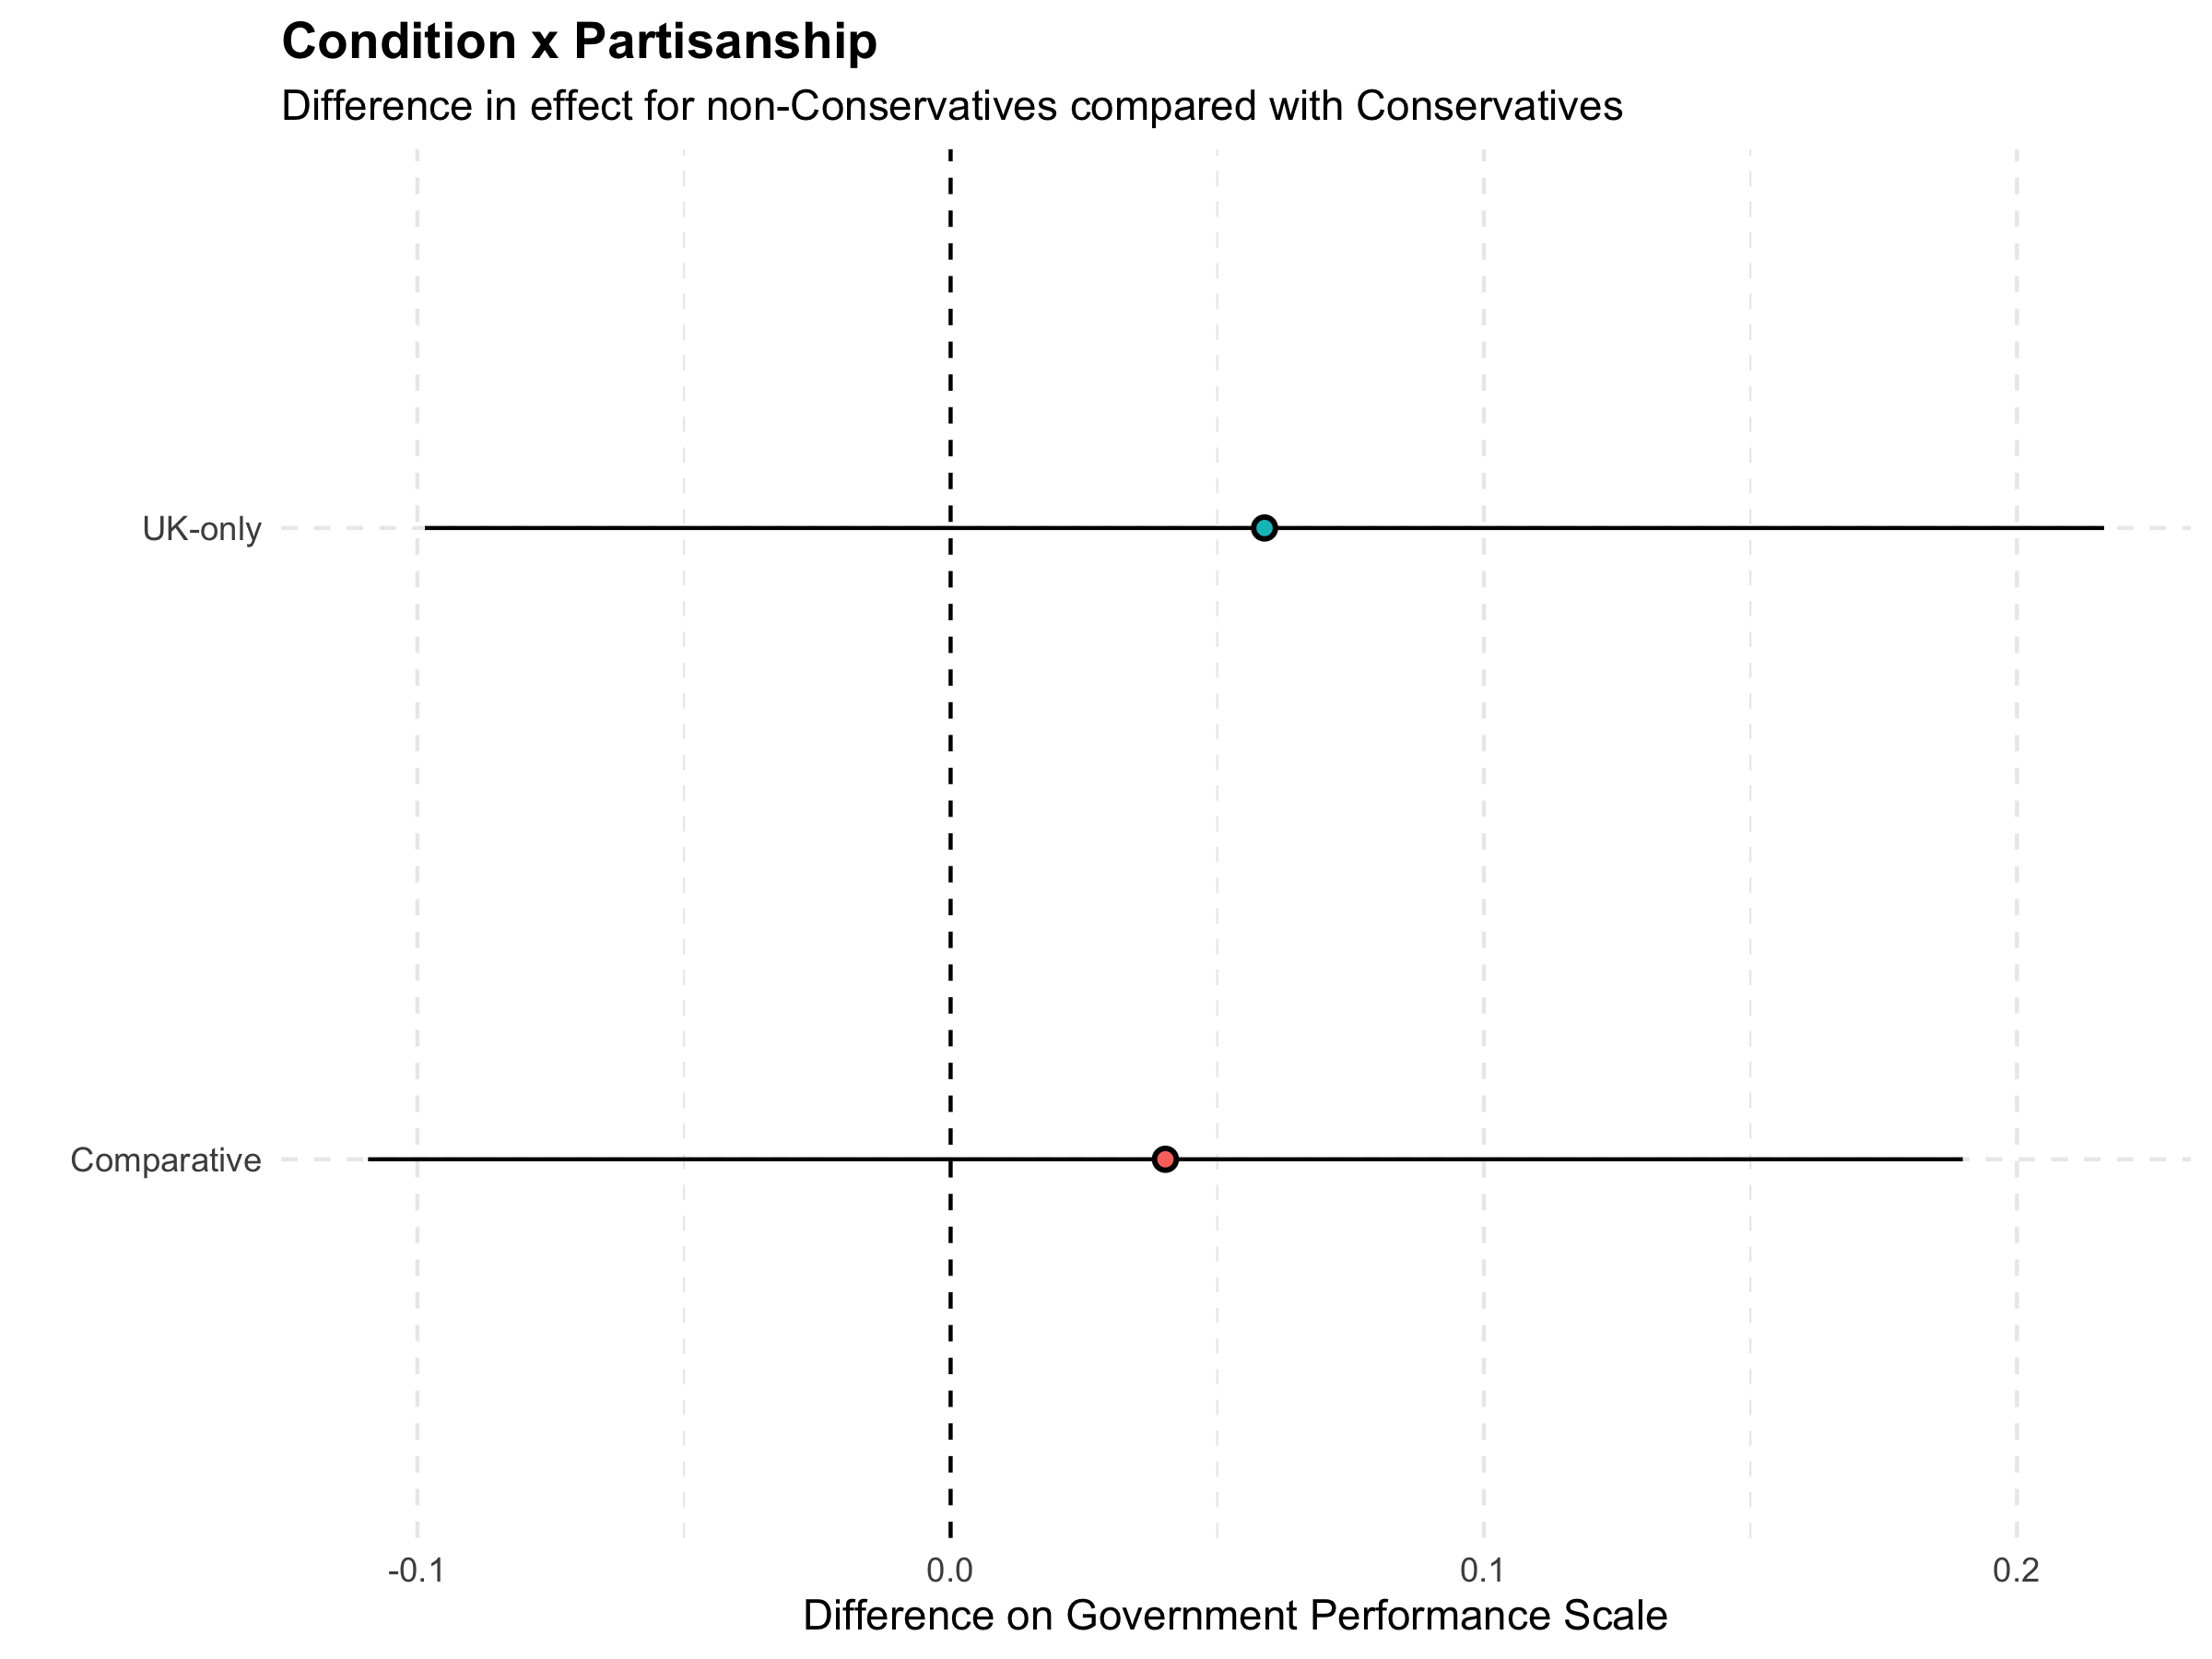 Condition x Partisanship
Difference in effect for non-Conservatives compared with Conservatives
UK-only
Comparative
-0.1 0.0 0.1 0.2
Difference on Government Performance Scale